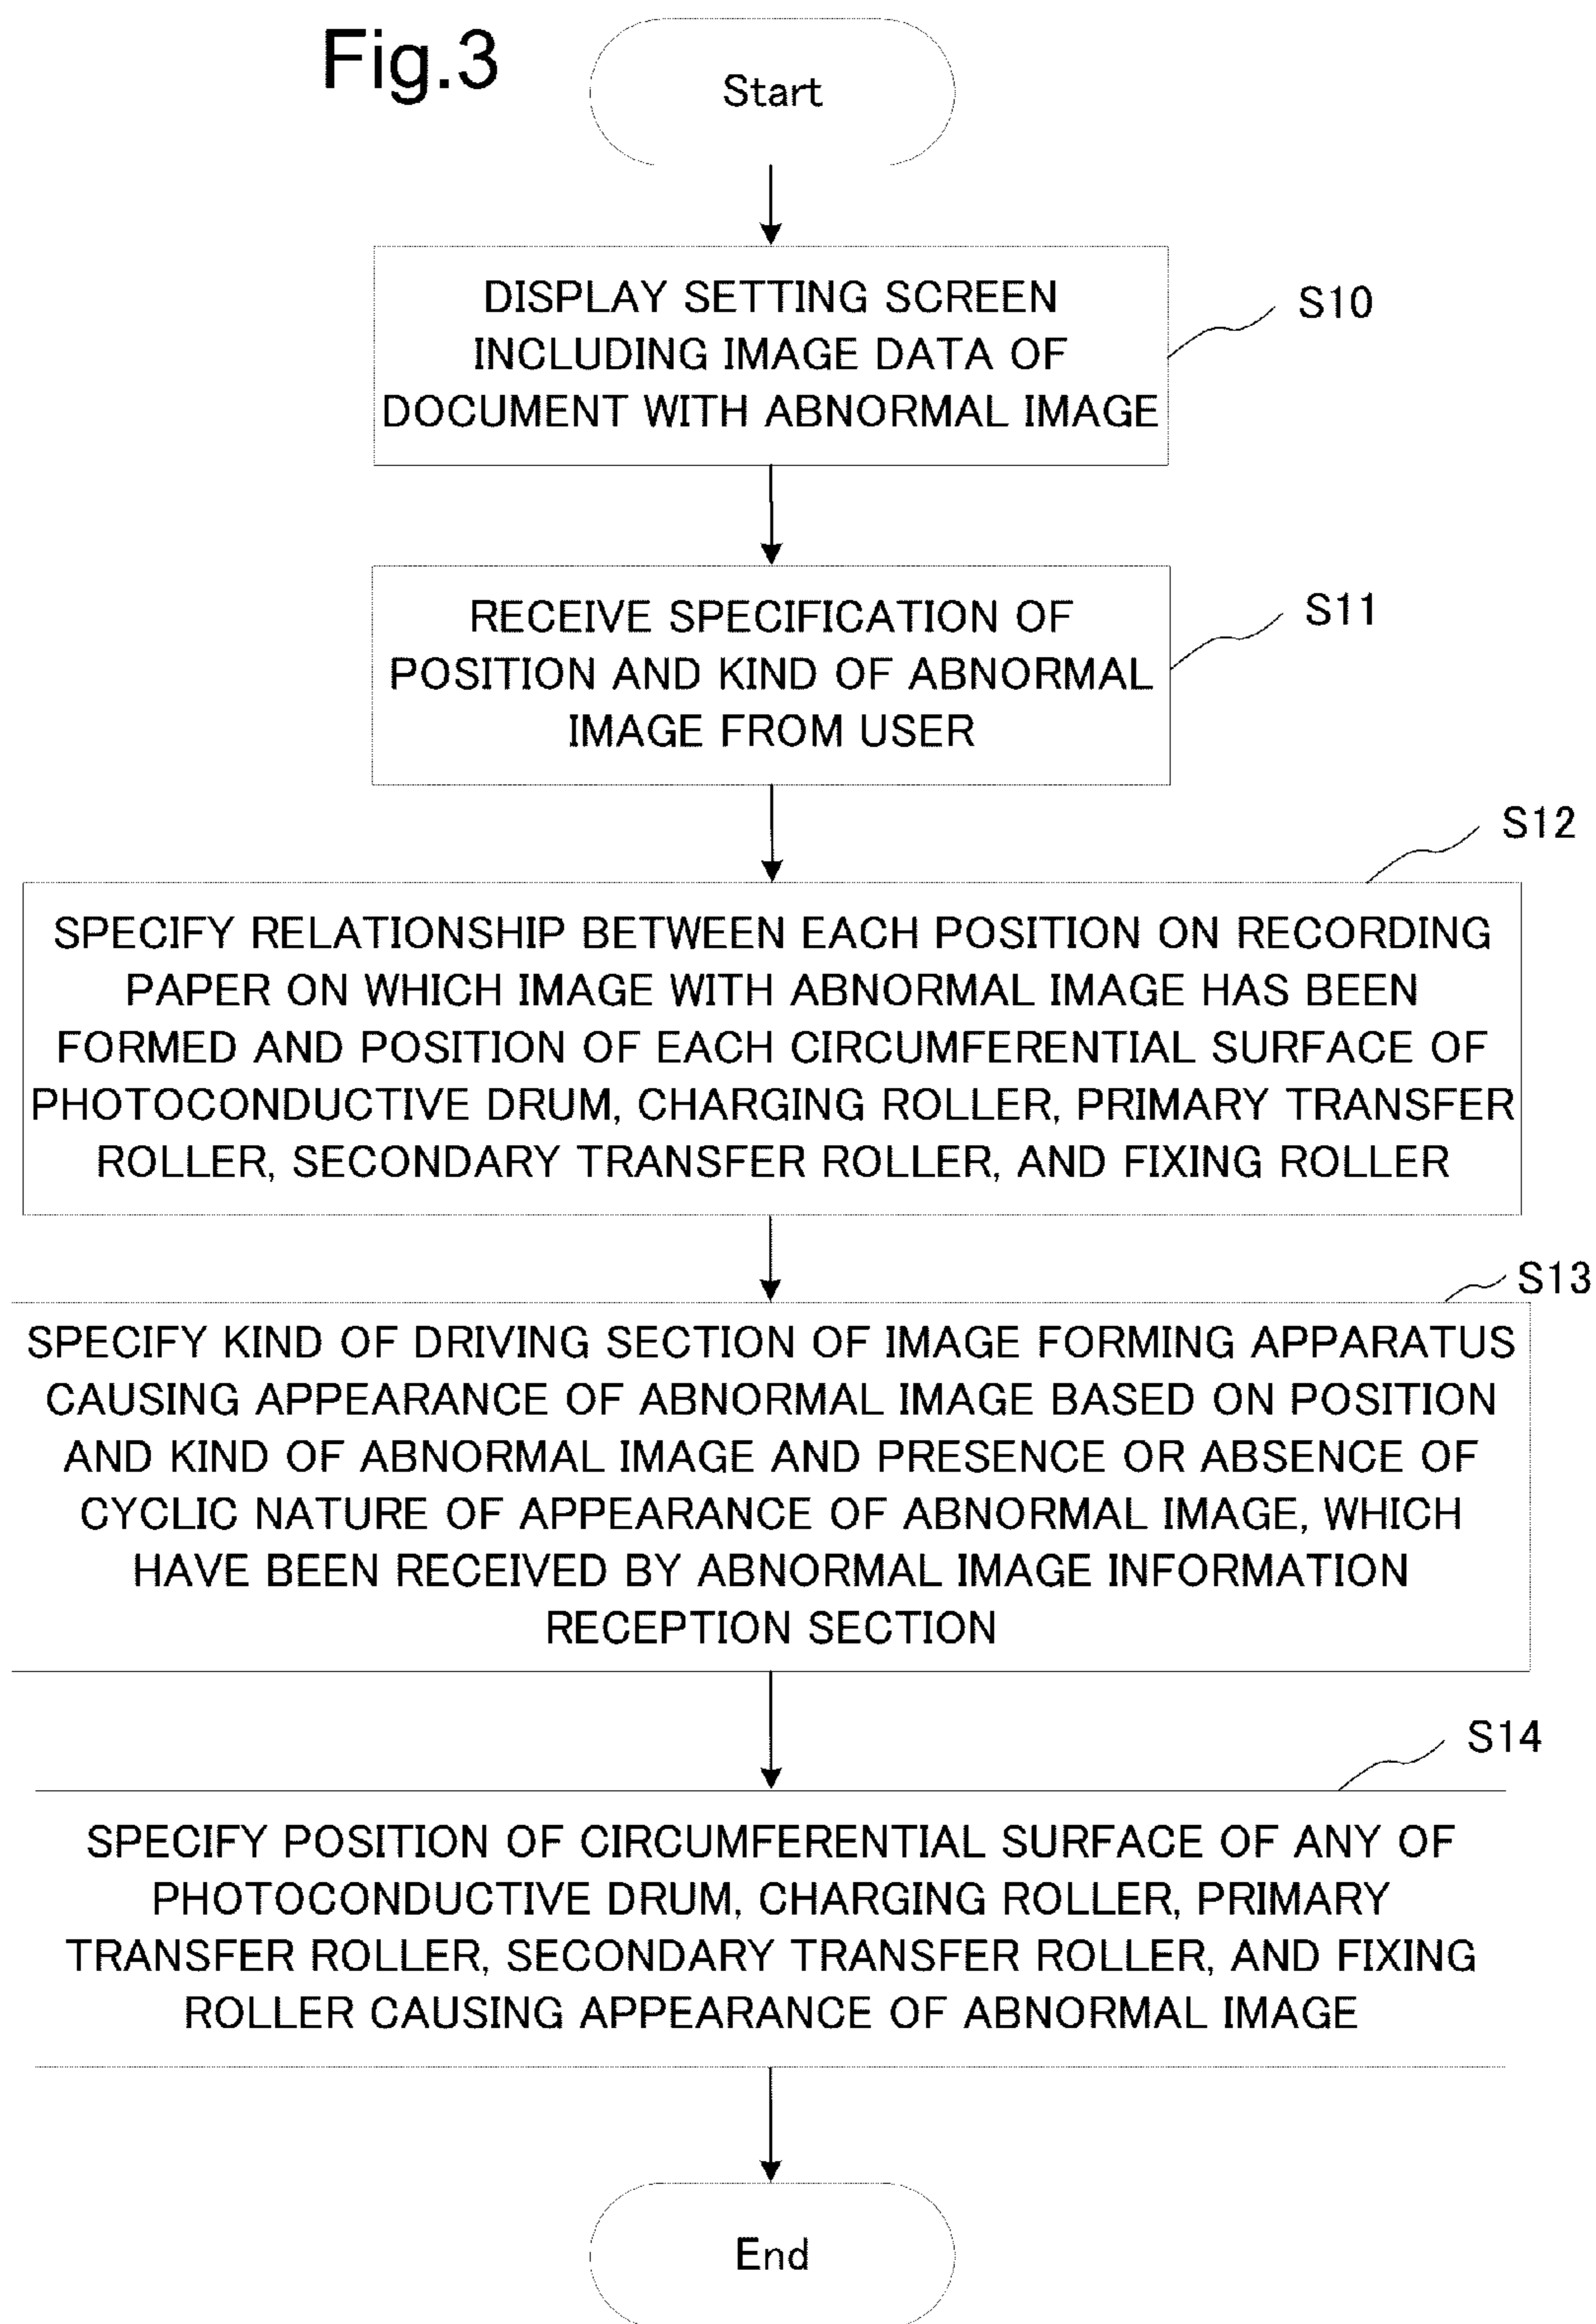 Fig.3
Start
DISPLAY SETTING SCREEN
INCLUDING IMAGE DATA OF
DOCUMENT WITH ABNORMAL IMAGE
S10
RECEIVE SPECIFICATION OF
POSITION AND KIND OF ABNORMAL
IMAGE FROM USER
S11
S12
SPECIFY RELATIONSHIP BETWEEN EACH POSITION ON RECORDING
PAPER ON WHICH IMAGE WITH ABNORMAL IMAGE HAS BEEN
FORMED AND POSITION OF EACH CIRCUMFERENTIAL SURFACE OF
PHOTOCONDUCTIVE DRUM, CHARGING ROLLER, PRIMARY TRANSFER
ROLLER, SECONDARY TRANSFER ROLLER, AND FIXING ROLLER
S13
SPECIFY KIND OF DRIVING SECTION OF IMAGE FORMING APPARATUS
CAUSING APPEARANCE OF ABNORMAL IMAGE BASED ON POSITION
AND KIND OF ABNORMAL IMAGE AND PRESENCE OR ABSENCE OF
CYCLIC NATURE OF APPEARANCE OF ABNORMAL IMAGE, WHICH
HAVE BEEN RECEIVED BY ABNORMAL IMAGE INFORMATION
RECEPTION SECTION
S14
SPECIFY POSITION OF CIRCUMFERENTIAL SURFACE OF ANY OF
PHOTOCONDUCTIVE DRUM, CHARGING ROLLER, PRIMARY
TRANSFER ROLLER, SECONDARY TRANSFER ROLLER, AND FIXING
ROLLER CAUSING APPEARANCE OF ABNORMAL IMAGE
End